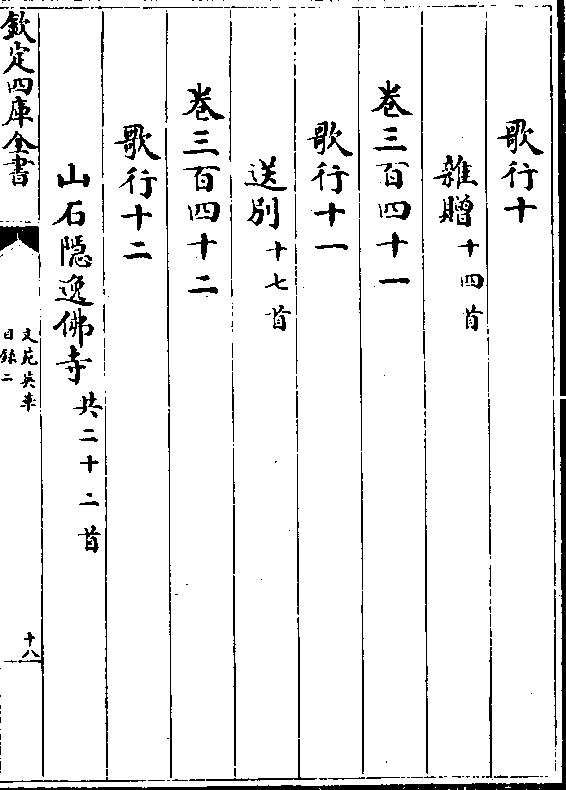 歌行十
雜贈十四首
卷三百四十一
歌行十一
送別十七首
卷三百四十二
歌行十二
山石隱逸佛寺共二十二首
欽定四庫全書
文苑英華
目錄二
十八